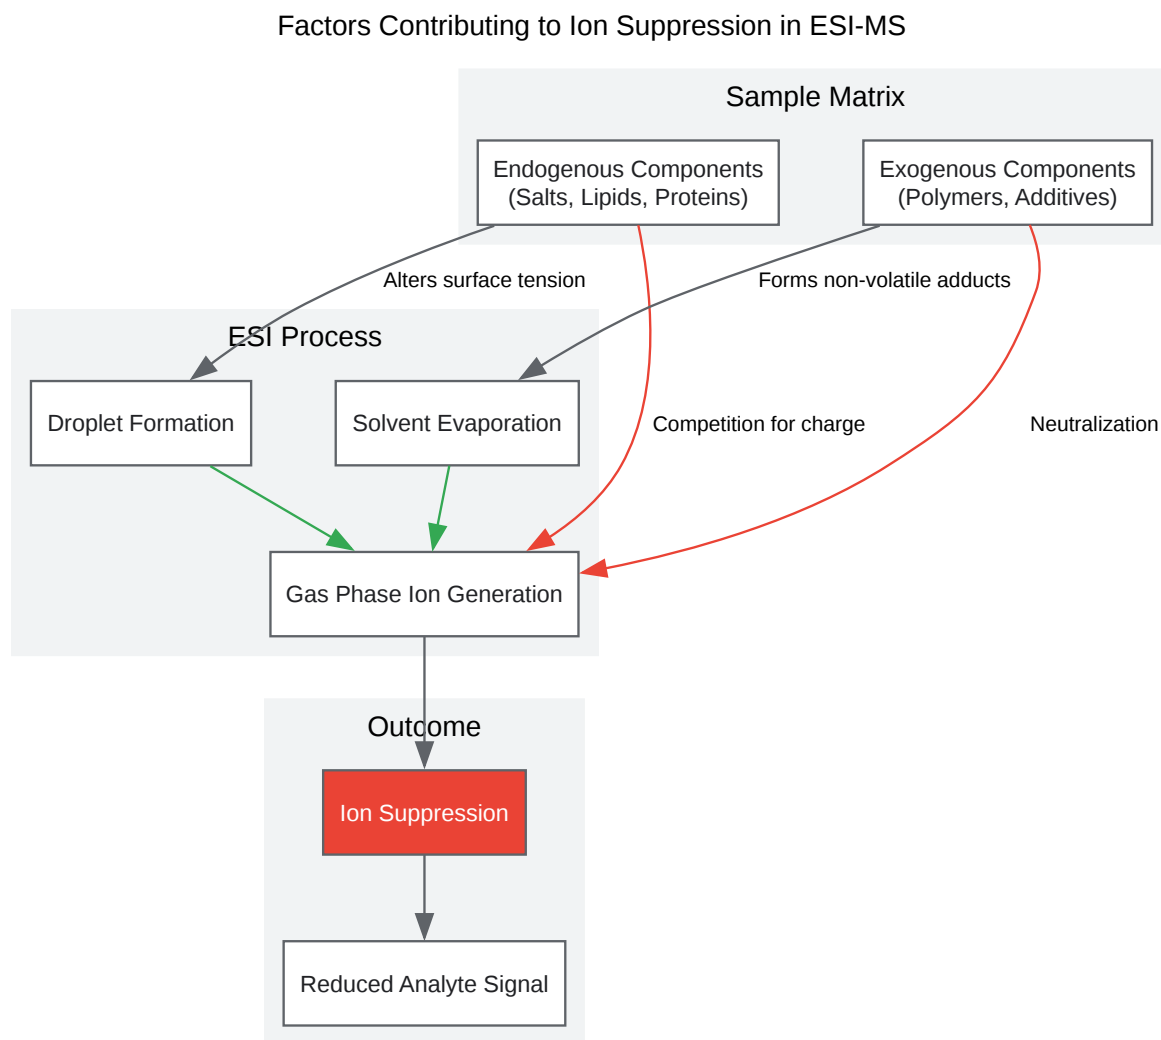 Factors Contributing to Ion Suppression in ESI-MS
Sample Matrix
Endogenous Components
(Salts, Lipids, Proteins)
Exogenous Components
(Polymers, Additives)
Alters surface tension
Forms non-volatile adducts
ESI Process
Droplet Formation
Solvent Evaporation
Competition for charge
Neutralization
Gas Phase Ion Generation
Outcome
Ion Suppression
Reduced Analyte Signal